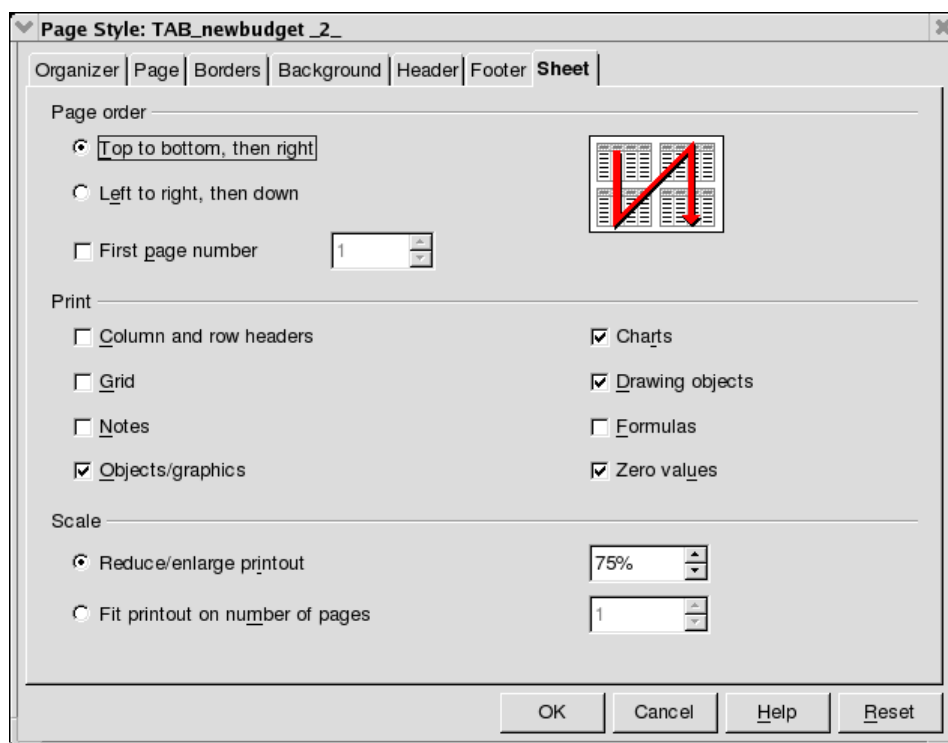 Page Style: TAB_newbudget _2_
Organizer Page Borders Background Header Footer Sheet
Page order
Top to bottom, then right
Left to right, then down
First page number 1
Print
Column and row headers Charts
Grid Drawing objects
Notes Formulas
Objects/graphics Zero values
Scale
Reduce/enlarge printout 75%
Fit printout on number of pages 1
OK Cancel Help Reset